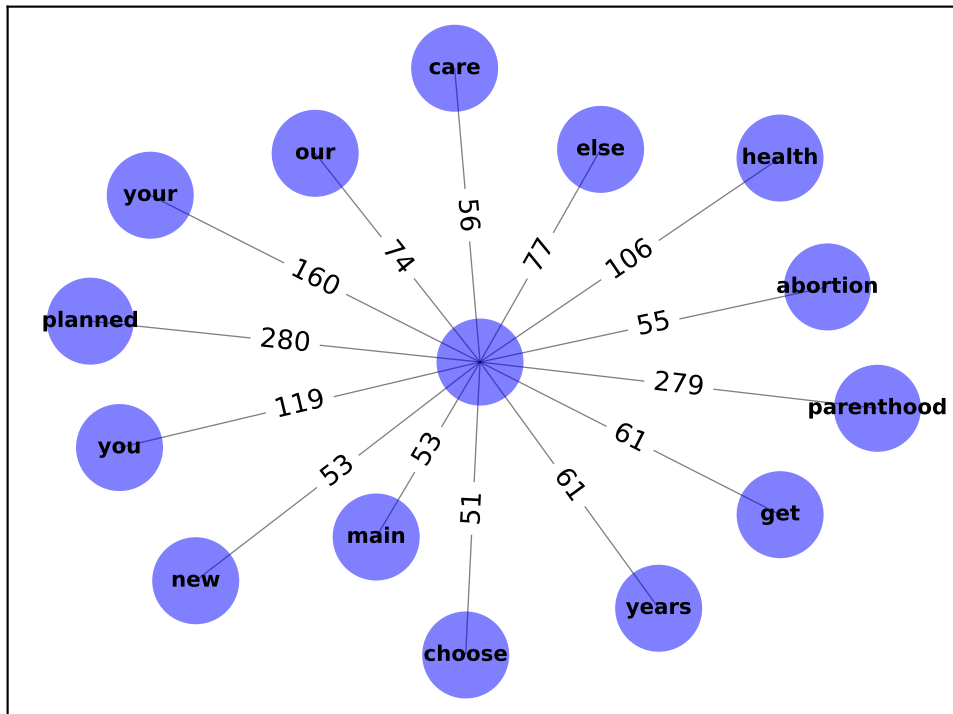 care
else
our
health
your
56
77
74
106
160
abortion
planned
55
280
279
119
parenthood
61
you
53
53
61
51
get
main
new
years
choose